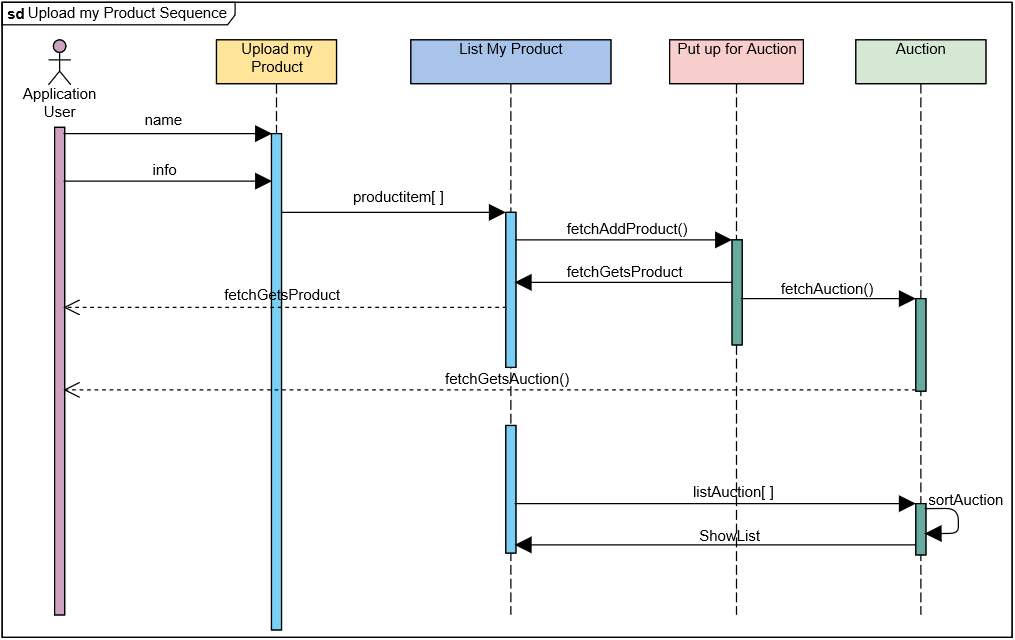 sd Upload my Product Sequence
Application
User
Upload my
Product
List My Product
Put up for Auction
Auction
name
info
productitem[ ]
fetchAddProduct()
fetchGetsProduct
fetchAuction()
fetchGetsProduct
fetchGetsAuction()
listAuction[ ]
sortAuction
ShowList